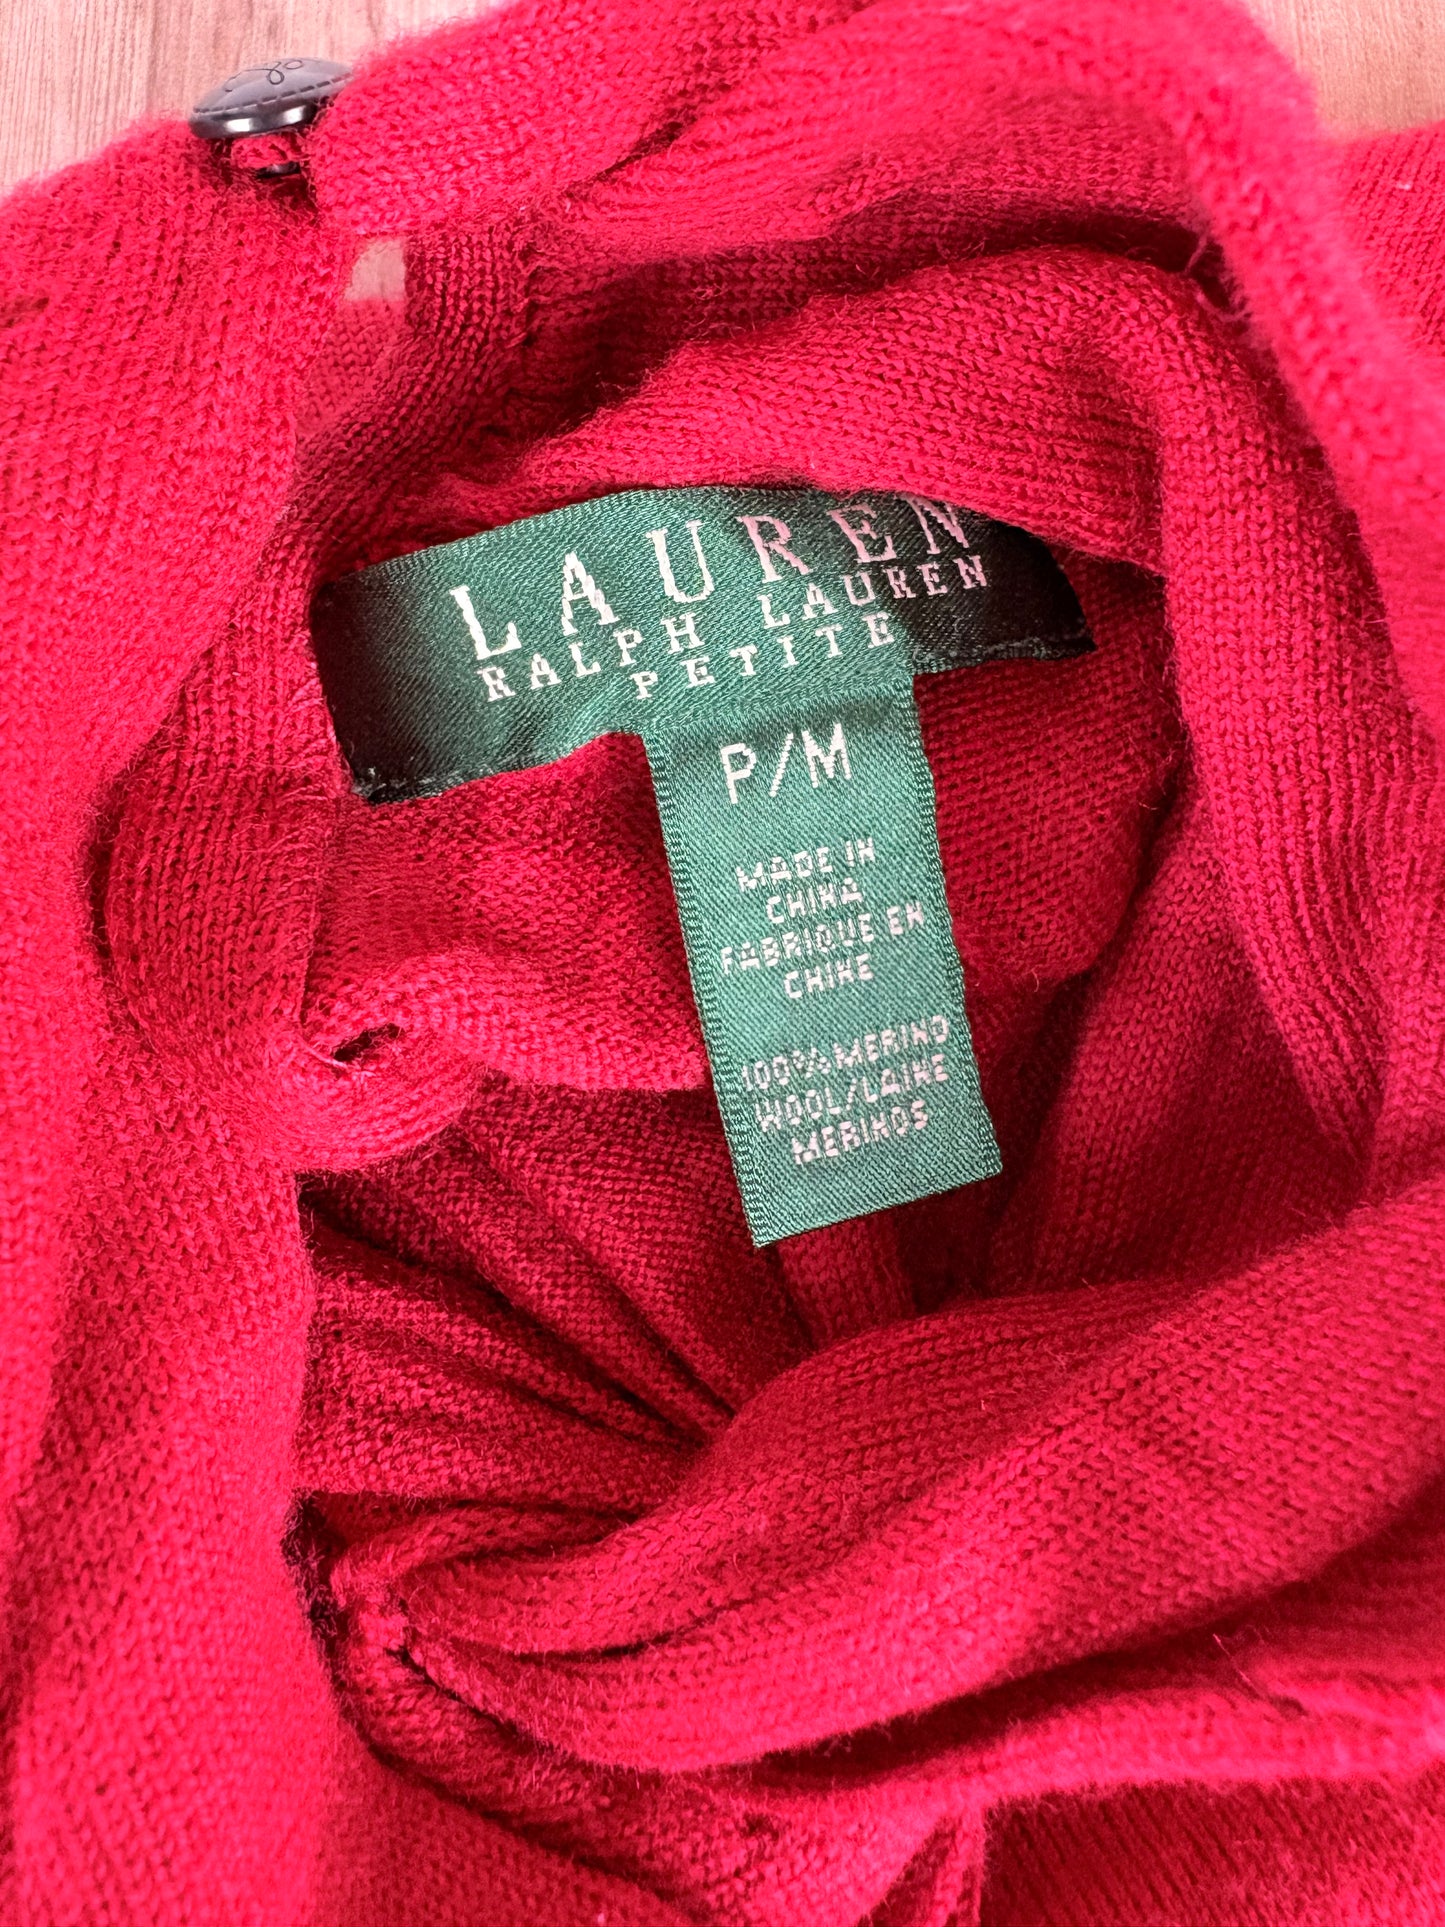 LAUREN
RALPH LAUREN
PETITE
P/M
MADE IN
CHINA
FABRIQUE EN
CHINE
100% MERINO
WOOL/LAINE
MERINOS